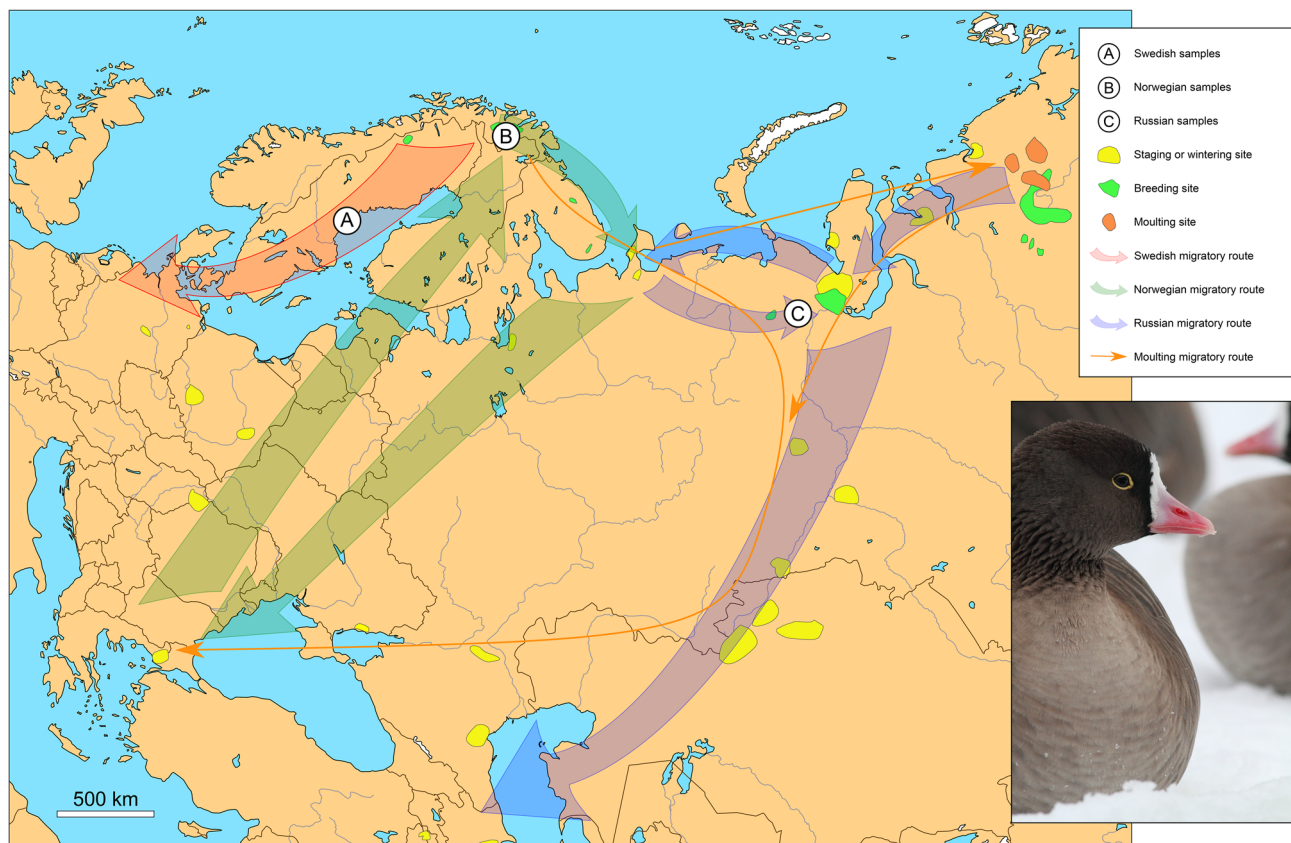 A Swedish samples
B Norwegian samples
C Russian samples
Staging or wintering site
Breeding site
Moulting site
Swedish migratory route
Norwegian migratory route
Russian migratory route
Moulting migratory route
B
A
C
500 km